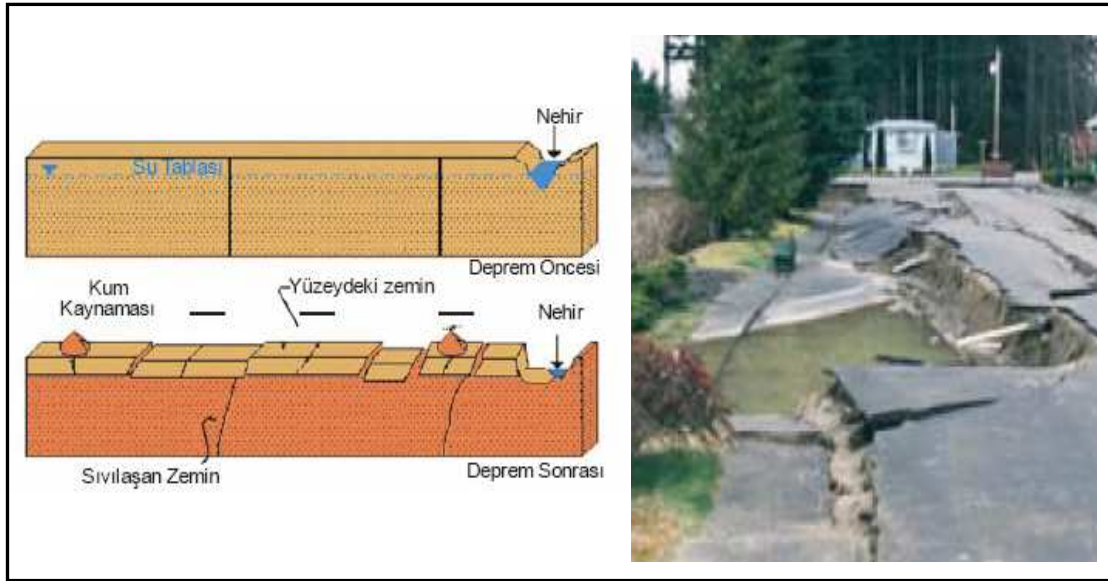 Nehir
Su Tablası
Deprem Öncesi
Kum
Kaynaması
Yüzeydeki zemin
Nehir
Sıvılaşan Zemin
Deprem Sonrası